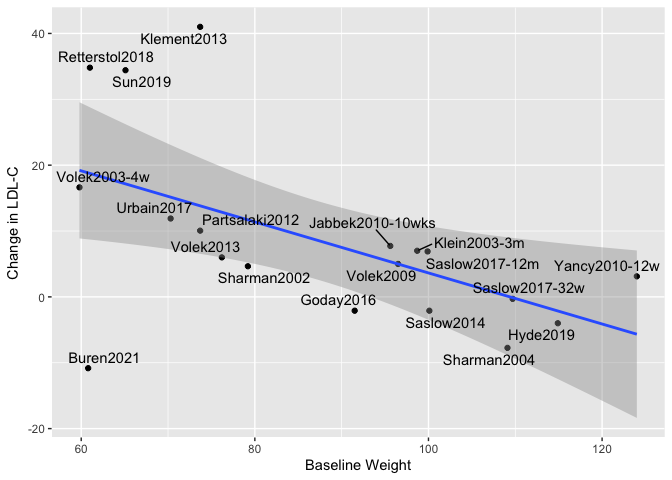 40
20
0
-20
Change in LDL-C
Klement2013
Retterstol2018
Sun2019
Volek2003-4w
Urbain2017
Partsalaki2012
Jabbek2010-10wks
Klein2003-3m
Volek2013
Saslow2017-12m
Yancy2010-12w
Sharman2002
Volek2009
Saslow2017-32w
Goday2016
Saslow2014
Hyde2019
Buren2021
Sharman2004
60
80
100
120
Baseline Weight